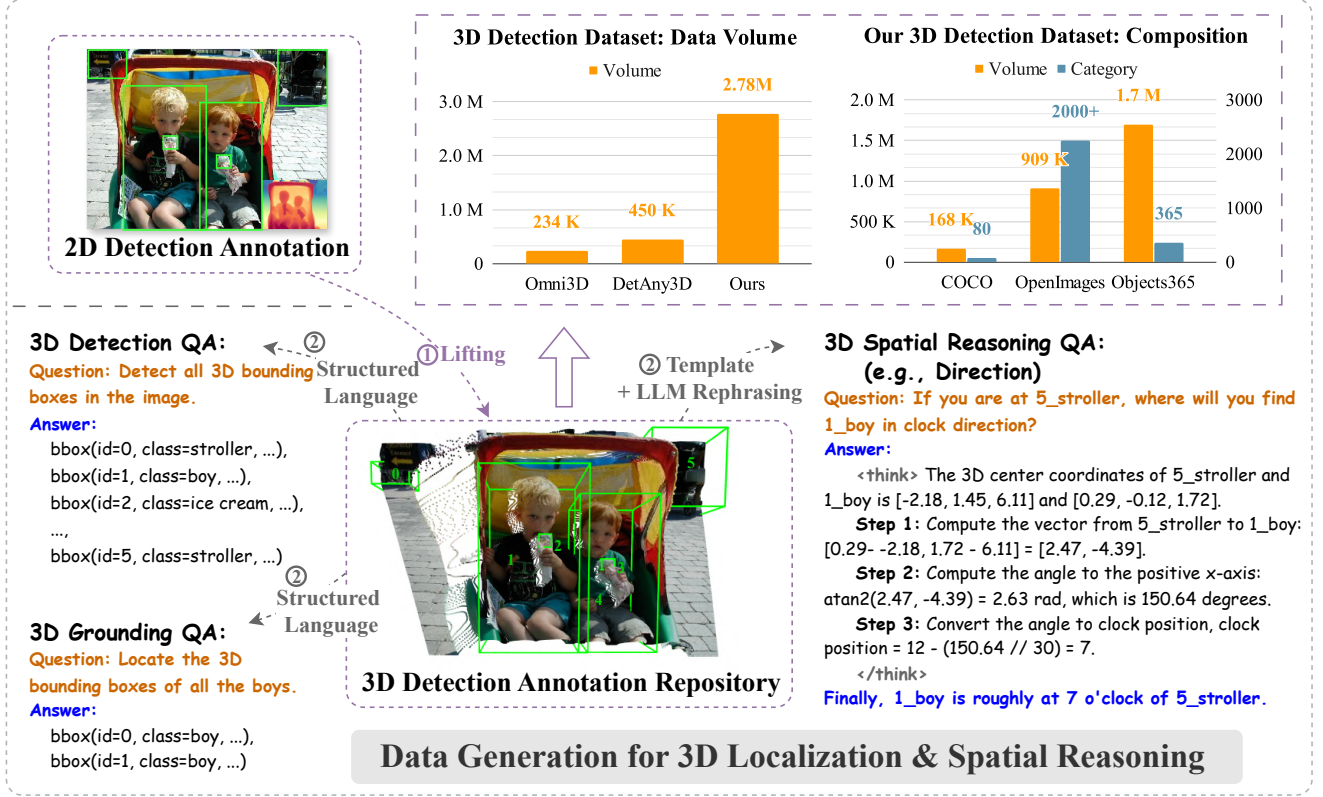 2D Detection Annotation
3D Detection Dataset: Data Volume
Volume
3.0 M
2.0 M
1.0 M
0
234 K
450 K
2.78M
Omni3D
DetAny3D
Ours
Our 3D Detection Dataset: Composition
Volume
Category
2.0 M
1.5 M
1.0 M
500 K
0
3000
2000
1000
0
168 K
80
909 K
2000+
1.7 M
365
COCO
OpenImages
Objects365
① Lifting
②
Structured
Language
② Template
+ LLM Rephrasing
②
Structured
Language
3D Detection QA:
Question: Detect all 3D bounding
boxes in the image.
Answer:
bbox(id=0, class=stroller, ...),
bbox(id=1, class=boy, ...),
bbox(id=2, class=ice cream, ...),
...,
bbox(id=5, class=stroller, ...)
3D Grounding QA:
Question: Locate the 3D
bounding boxes of all the boys.
Answer:
bbox(id=0, class=boy, ...),
bbox(id=1, class=boy, ...)
0
1
2
3
4
5
3D Detection Annotation Repository
3D Spatial Reasoning QA:
(e.g., Direction)
Question: If you are at 5_stroller, where will you find
1_boy in clock direction?
Answer:
<think> The 3D center coordinates of 5_stroller and
1_boy is [-2.18, 1.45, 6.11] and [0.29, -0.12, 1.72].
Step 1: Compute the vector from 5_stroller to 1_boy:
[0.29- -2.18, 1.72 - 6.11] = [2.47, -4.39].
Step 2: Compute the angle to the positive x-axis:
atan2(2.47, -4.39) = 2.63 rad, which is 150.64 degrees.
Step 3: Convert the angle to clock position, clock
position = 12 - (150.64 // 30) = 7.
</think>
Finally, 1_boy is roughly at 7 o'clock of 5_stroller.
Data Generation for 3D Localization & Spatial Reasoning